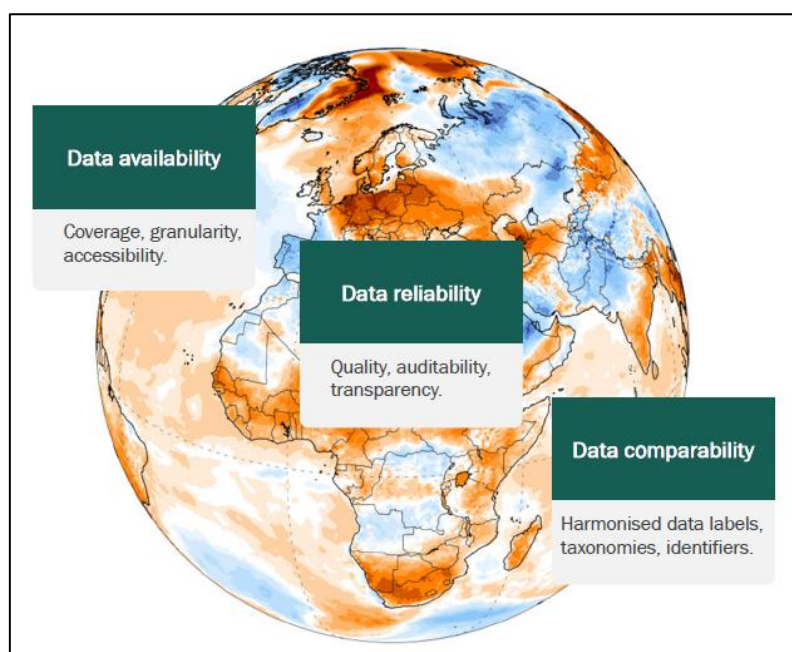 Data availability
Coverage, granularity,
accessibility.
Data reliability
Quality, auditability,
transparency.
Data comparability
Harmonised data labels,
taxonomies, identifiers.